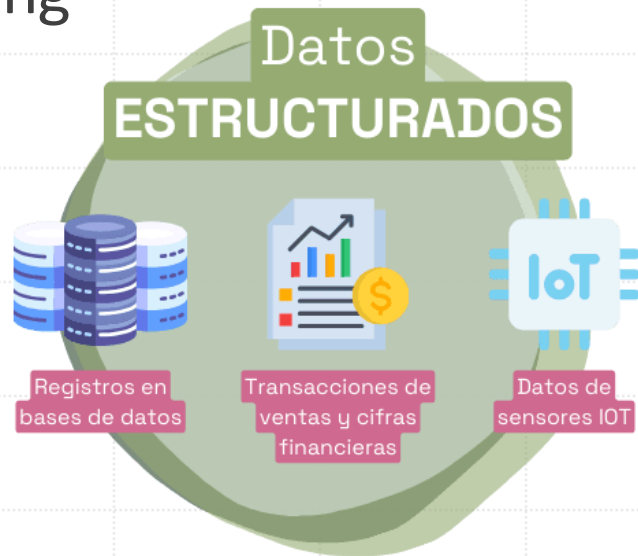 Datos
ESTRUCTURADOS
IoT
$
Registros en
bases de datos
Transacciones de
ventas y cifras
financieras
Datos de
sensores IOT